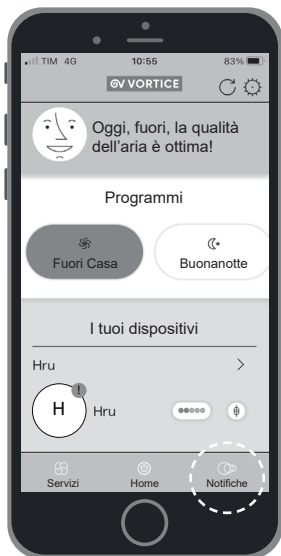 TIM 4G 10:55 83%
VORTICE
Oggi, fuori, la qualità
dell'aria è ottima!
Programmi
Fuori Casa
Buonanotte
I tuoi dispositivi
Hru
!
H Hru
Servizi Home Notifiche